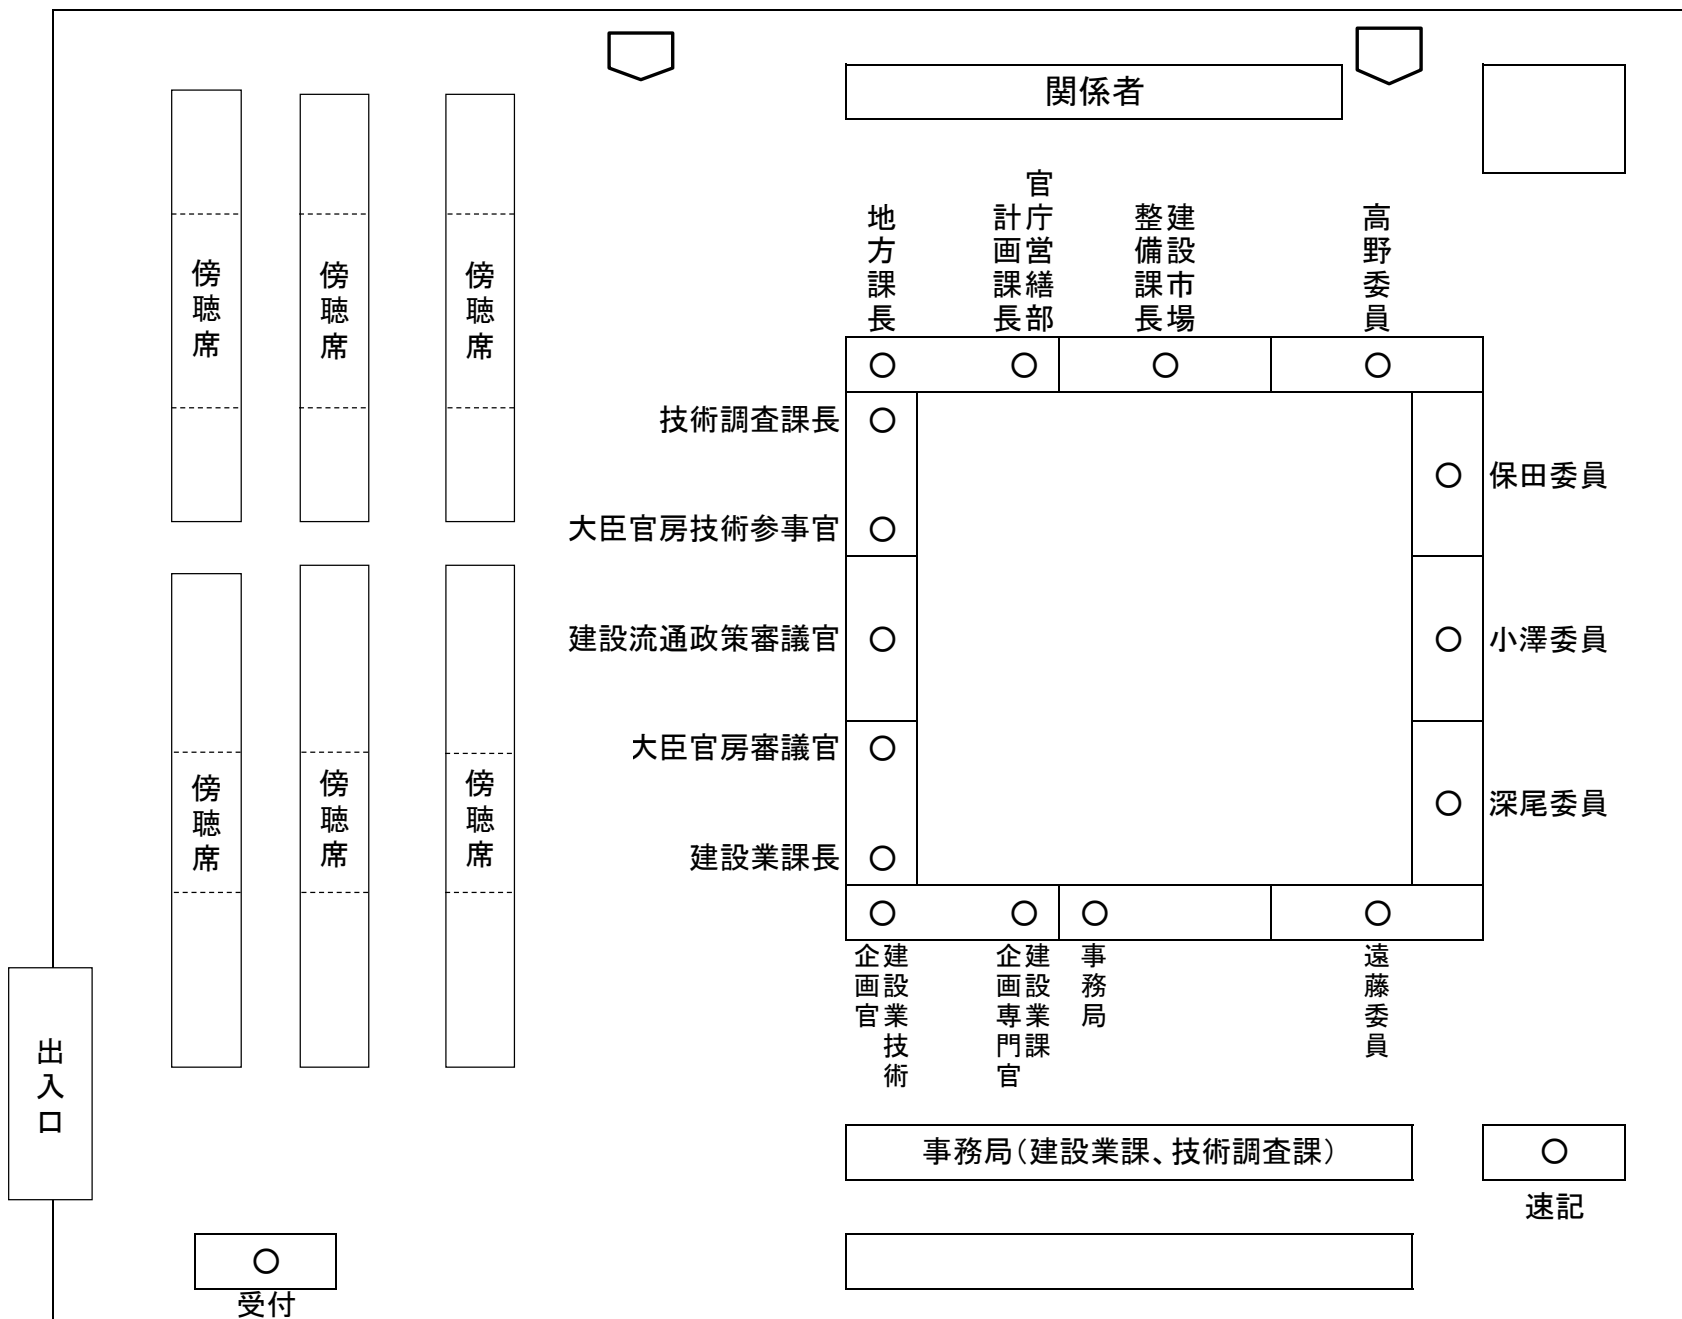 関係者
地方課長
官庁営繕部
計画課長
建設市場
整備課長
高野委員
傍聴席
傍聴席
傍聴席
技術調査課長
保田委員
大臣官房技術参事官
建設流通政策審議官
小澤委員
大臣官房審議官
傍聴席
傍聴席
傍聴席
深尾委員
建設業課長
建設業技術
企画官
建設業課
企画専門官
事務局
遠藤委員
出入口
事務局(建設業課、技術調査課)
速記
受付